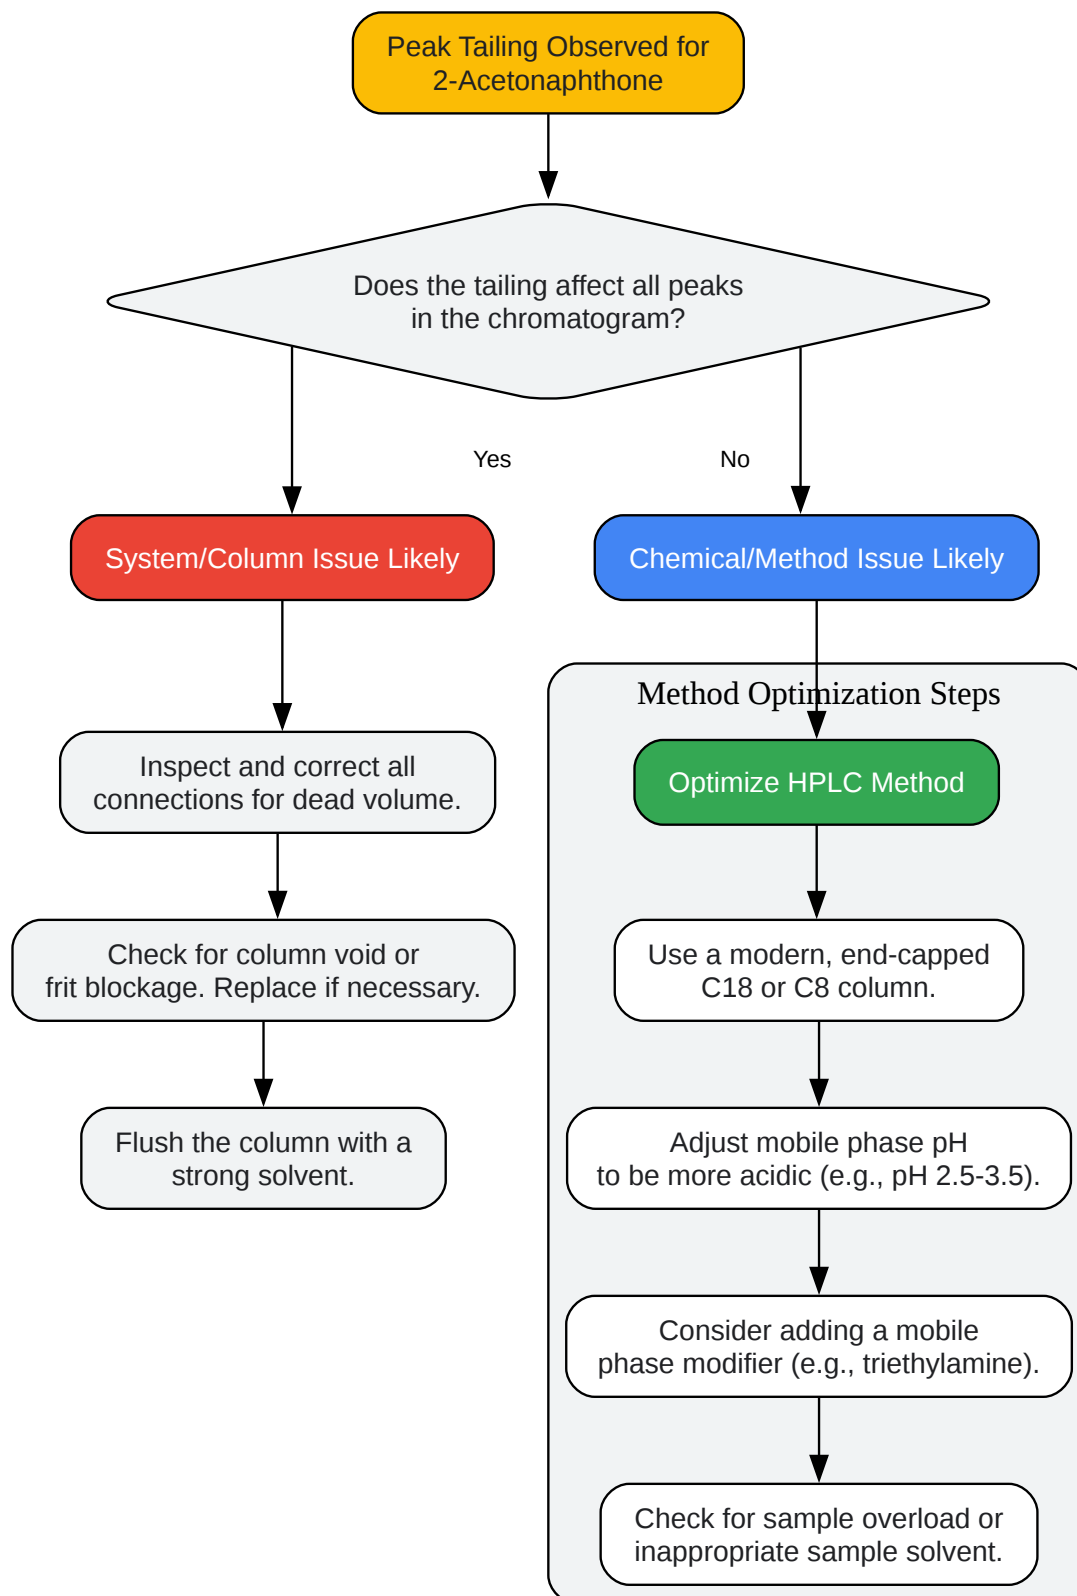 Peak Tailing Observed for
2-Acetonaphthone
Does the tailing affect all peaks
in the chromatogram?
Yes
No
System/Column Issue Likely
Chemical/Method Issue Likely
Inspect and correct all
connections for dead volume.
Check for column void or
frit blockage. Replace if necessary.
Flush the column with a
strong solvent.
Method Optimization Steps
Optimize HPLC Method
Use a modern, end-capped
C18 or C8 column.
Adjust mobile phase pH
to be more acidic (e.g., pH 2.5-3.5).
Consider adding a mobile
phase modifier (e.g., triethylamine).
Check for sample overload or
inappropriate sample solvent.